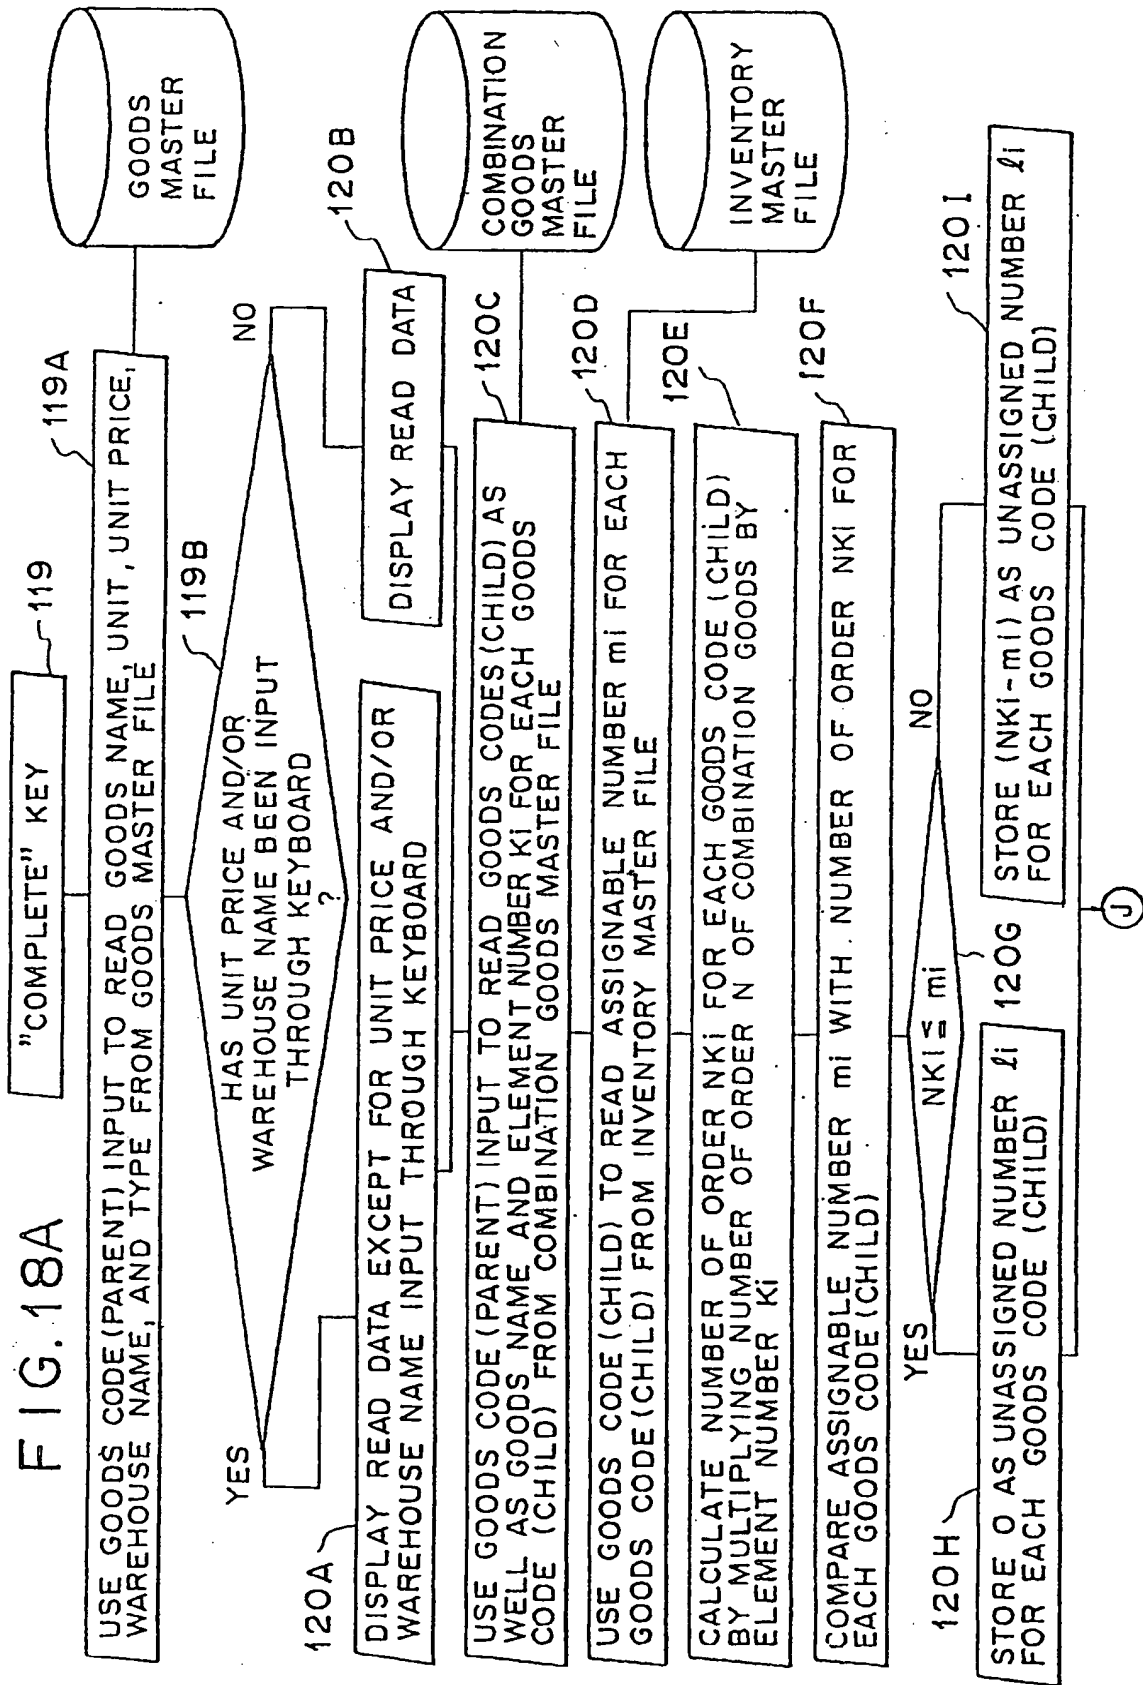 FIG. 18A
"COMPLETE" KEY
119
USE GOODS CODE (PARENT) INPUT TO READ GOODS NAME, UNIT, UNIT PRICE,
WAREHOUSE NAME, AND TYPE FROM GOODS MASTER FILE
119A
GOODS
MASTER
FILE
HAS UNIT PRICE AND/OR
WAREHOUSE NAME BEEN INPUT
THROUGH KEYBOARD
?
119B
YES
NO
120A
DISPLAY READ DATA EXCEPT FOR UNIT PRICE AND/OR
WAREHOUSE NAME INPUT THROUGH KEYBOARD
DISPLAY READ DATA
120B
USE GOODS CODE (PARENT) INPUT TO READ GOODS CODES (CHILD) AS
WELL AS GOODS NAME AND ELEMENT NUMBER Ki FOR EACH GOODS
CODE (CHILD) FROM COMBINATION GOODS MASTER FILE
120C
COMBINATION
GOODS
MASTER
FILE
USE GOODS CODE (CHILD) TO READ ASSIGNABLE NUMBER mi FOR EACH
GOODS CODE (CHILD) FROM INVENTORY MASTER FILE
120D
INVENTORY
MASTER
FILE
CALCULATE NUMBER OF ORDER NKi FOR EACH GOODS CODE (CHILD)
BY MULTIPLYING NUMBER OF ORDER N OF COMBINATION GOODS BY
ELEMENT NUMBER Ki
120E
COMPARE ASSIGNABLE NUMBER mi WITH NUMBER OF ORDER NKi FOR
EACH GOODS CODE (CHILD)
120F
NKi ≦ mi
120G
YES
NO
120H
STORE 0 AS UNASSIGNED NUMBER ℓi
FOR EACH GOODS CODE (CHILD)
STORE (NKi-mi) AS UNASSIGNED NUMBER ℓi
FOR EACH GOODS CODE (CHILD)
120I
J